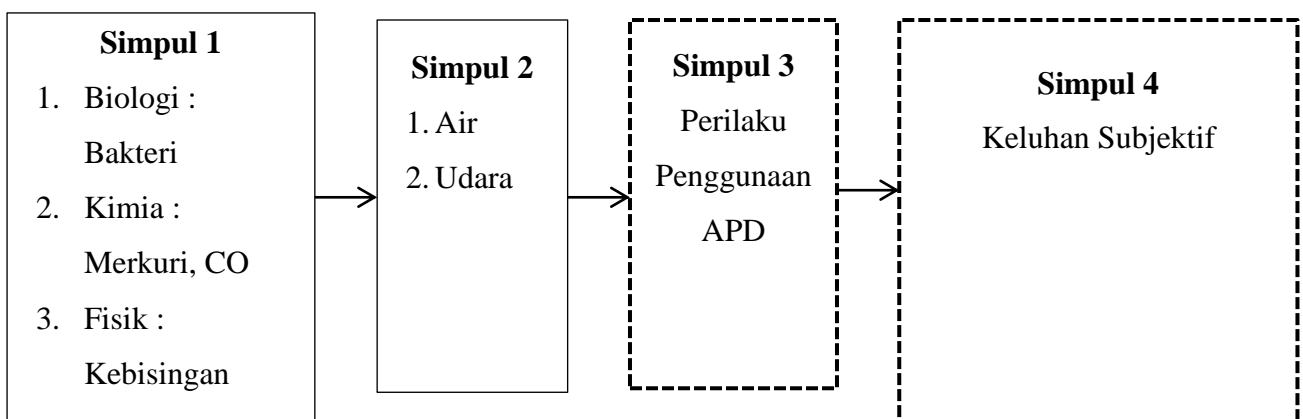 Simpul 1
1. Biologi :
Bakteri
2. Kimia :
Merkuri, CO
3. Fisik :
Kebisingan
Simpul 2
1. Air
2. Udara
Simpul 3
Perilaku
Penggunaan
APD
Simpul 4
Keluhan Subjektif